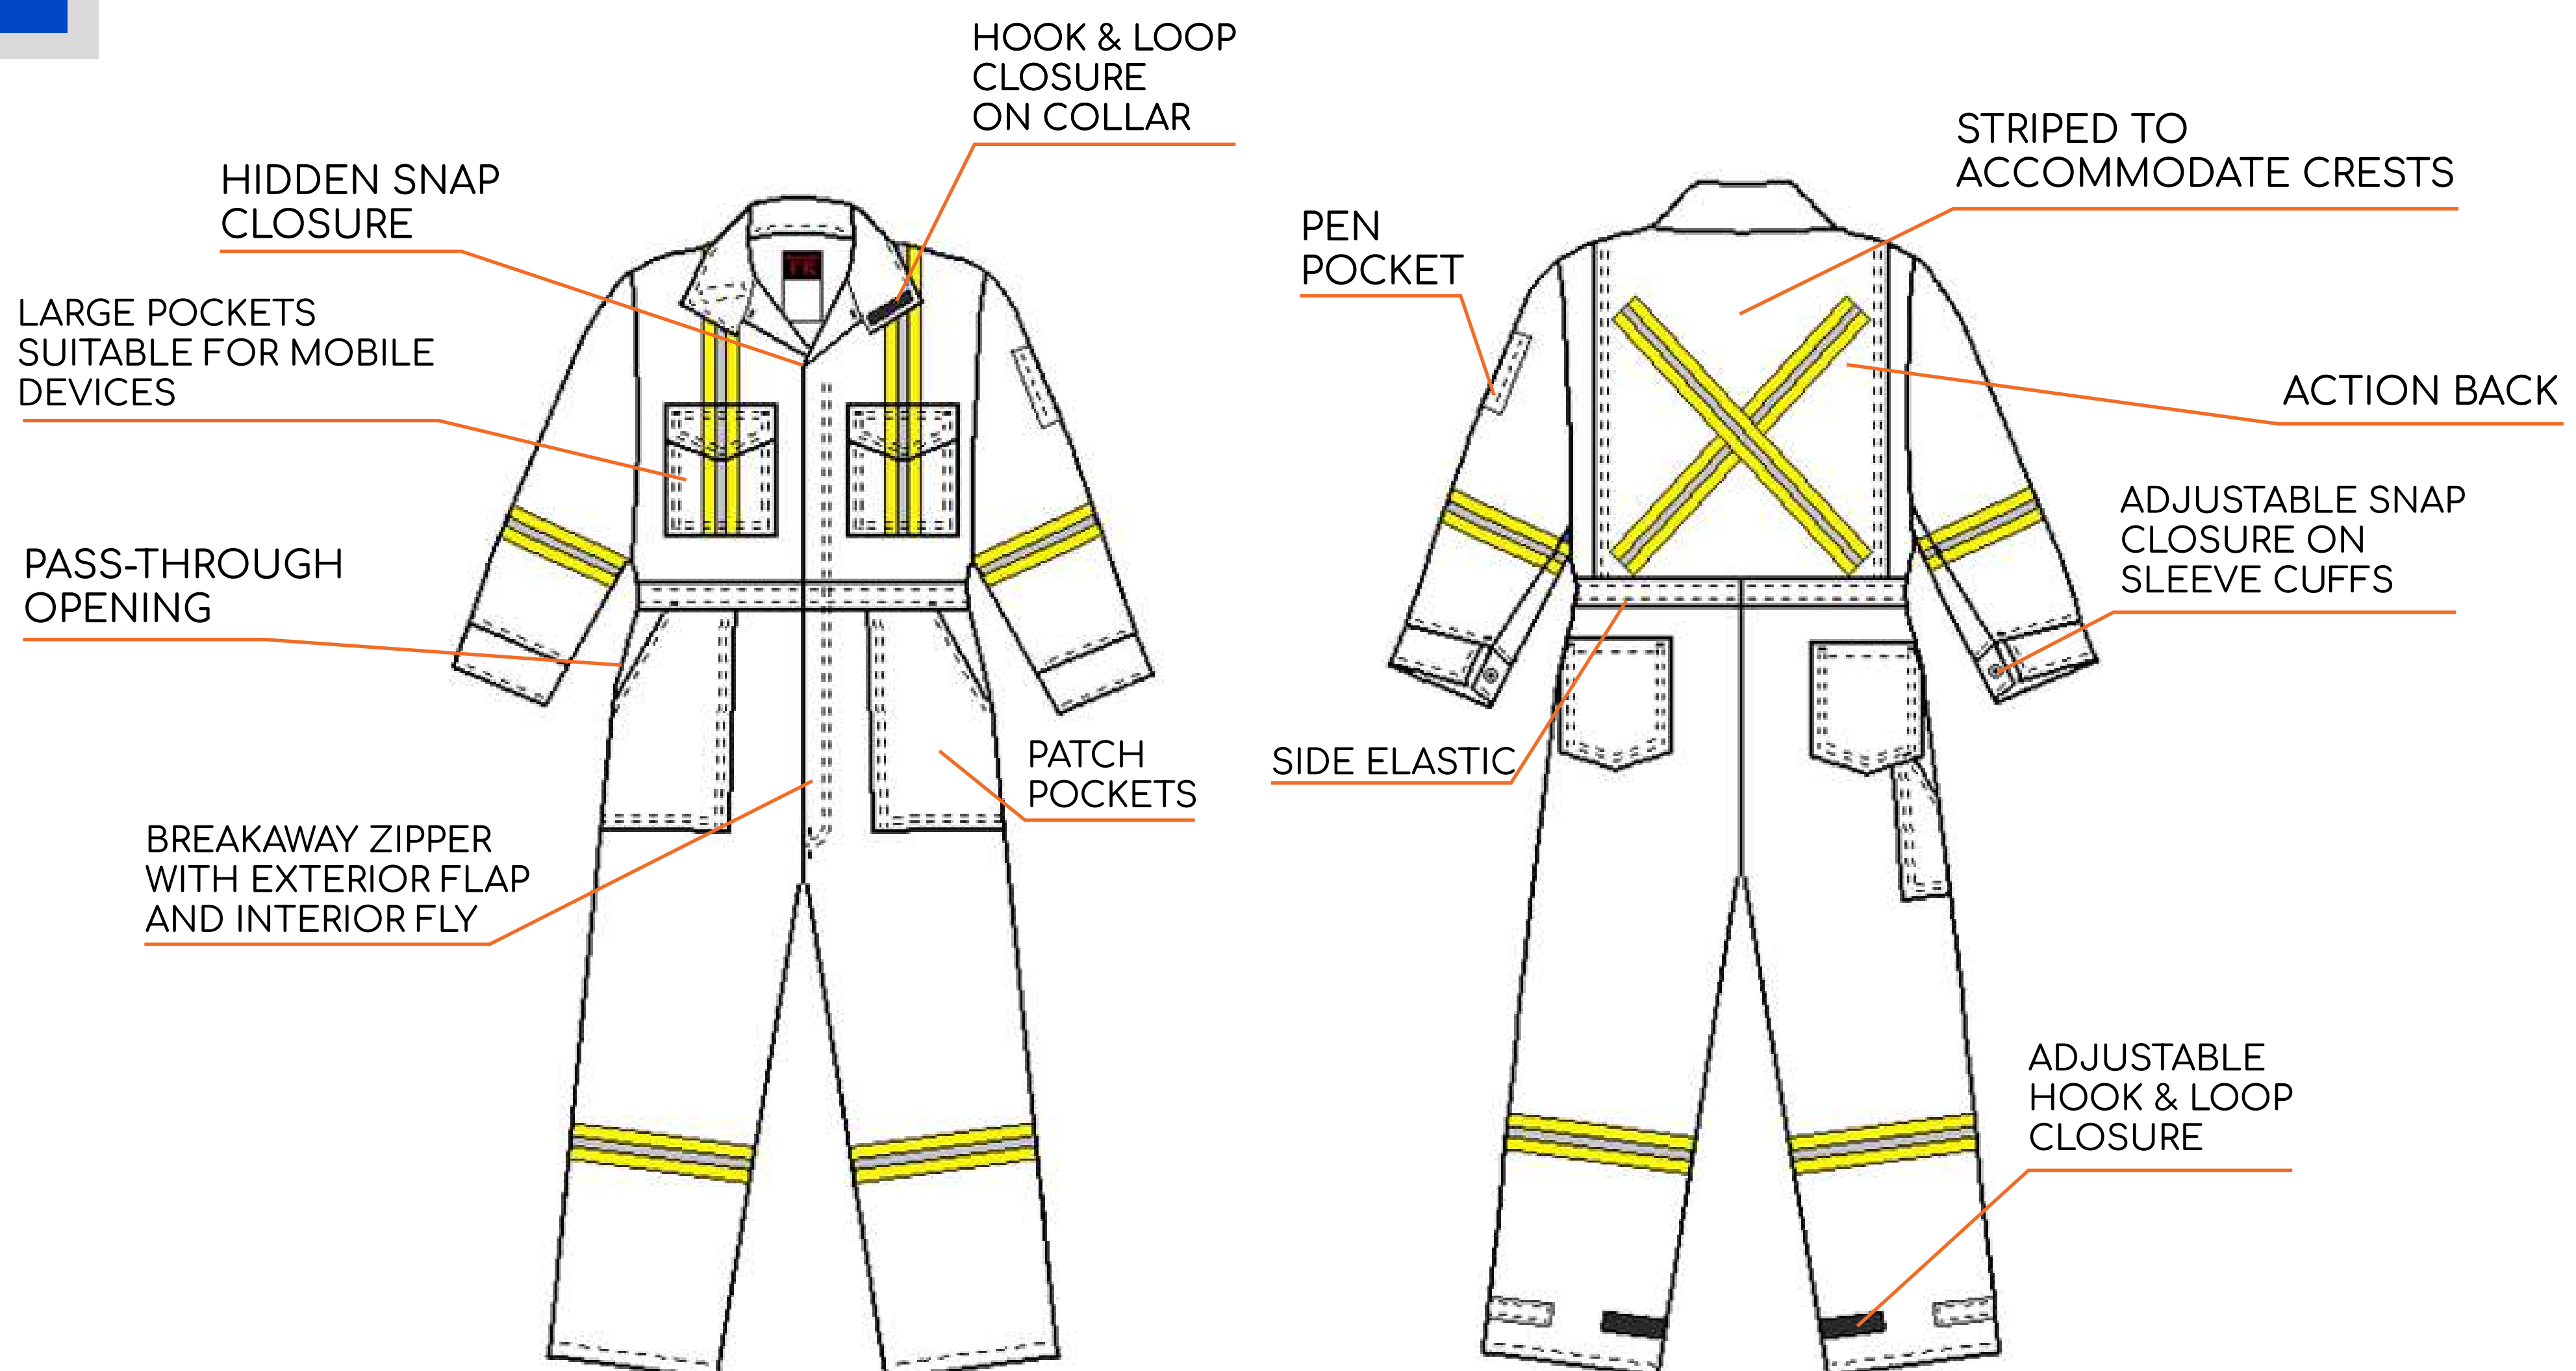 HOOK & LOOP
CLOSURE
ON COLLAR
HIDDEN SNAP
CLOSURE
LARGE POCKETS
SUITABLE FOR MOBILE
DEVICES
PASS-THROUGH
OPENING
BREAKAWAY ZIPPER
WITH EXTERIOR FLAP
AND INTERIOR FLY
PATCH
POCKETS
STRIPED TO
ACCOMMODATE CRESTS
PEN
POCKET
ACTION BACK
ADJUSTABLE SNAP
CLOSURE ON
SLEEVE CUFFS
SIDE ELASTIC
ADJUSTABLE
HOOK & LOOP
CLOSURE